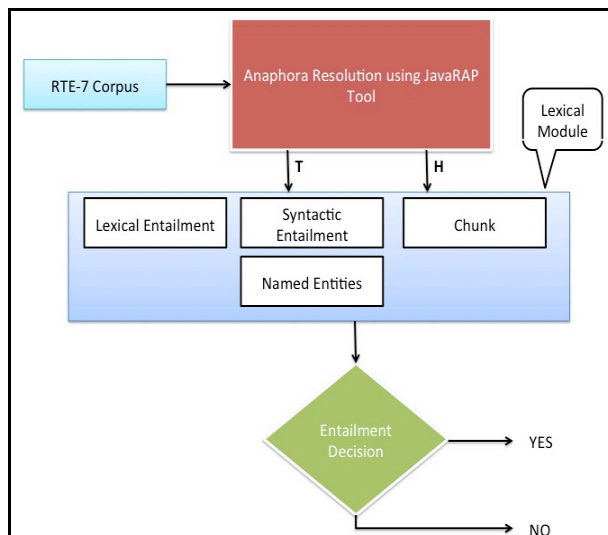 RTE-7 Corpus
Anaphora Resolution using JavaRAP
Tool
Lexical
Module
T
H
Lexical Entailment
Syntactic
Entailment
Chunk
Named Entities
Entailment
Decision
YES
NO